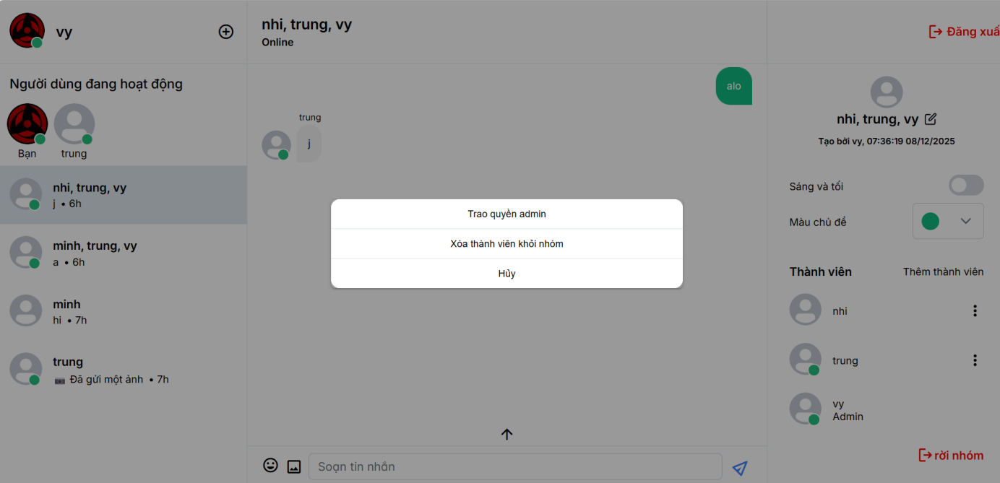 vy
Người dùng đang hoạt động
Bạn
trung
nhi, trung, vy
j • 6h
minh, trung, vy
a • 6h
minh
hi • 7h
trung
Đã gửi một ảnh • 7h
nhi, trung, vy
Online
alo
trung
j
Trao quyền admin
Xóa thành viên khỏi nhóm
Hủy
Soạn tin nhắn
Đăng xuấ
nhi, trung, vy
Tạo bởi vy, 07:36:19 08/12/2025
Sáng và tối
Màu chủ đề
Thành viên
Thêm thành viên
nhi
trung
vy
Admin
rời nhóm